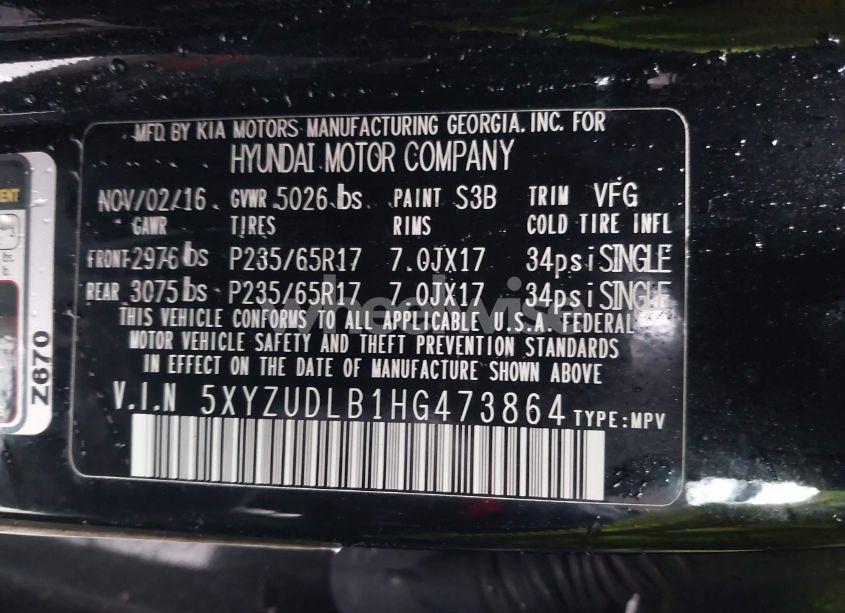 MFD. BY KIA MOTORS MANUFACTURING GEORGIA, INC. FOR
HYUNDAI MOTOR COMPANY
NOV/02/16 GVWR 5026 lbs PAINT S3B TRIM VFG
GAWR TIRES RIMS COLD TIRE INFL
FRONT 2976 lbs P235/65R17 7.0JX17 34psi SINGLE
REAR 3075 lbs P235/65R17 7.0JX17 34psi SINGLE
THIS VEHICLE CONFORMS TO ALL APPLICABLE U.S.A. FEDERAL
MOTOR VEHICLE SAFETY AND THEFT PREVENTION STANDARDS
IN EFFECT ON THE DATE OF MANUFACTURE SHOWN ABOVE
V.I.N 5XYZUDLB1HG473864 TYPE:MPV
Z670